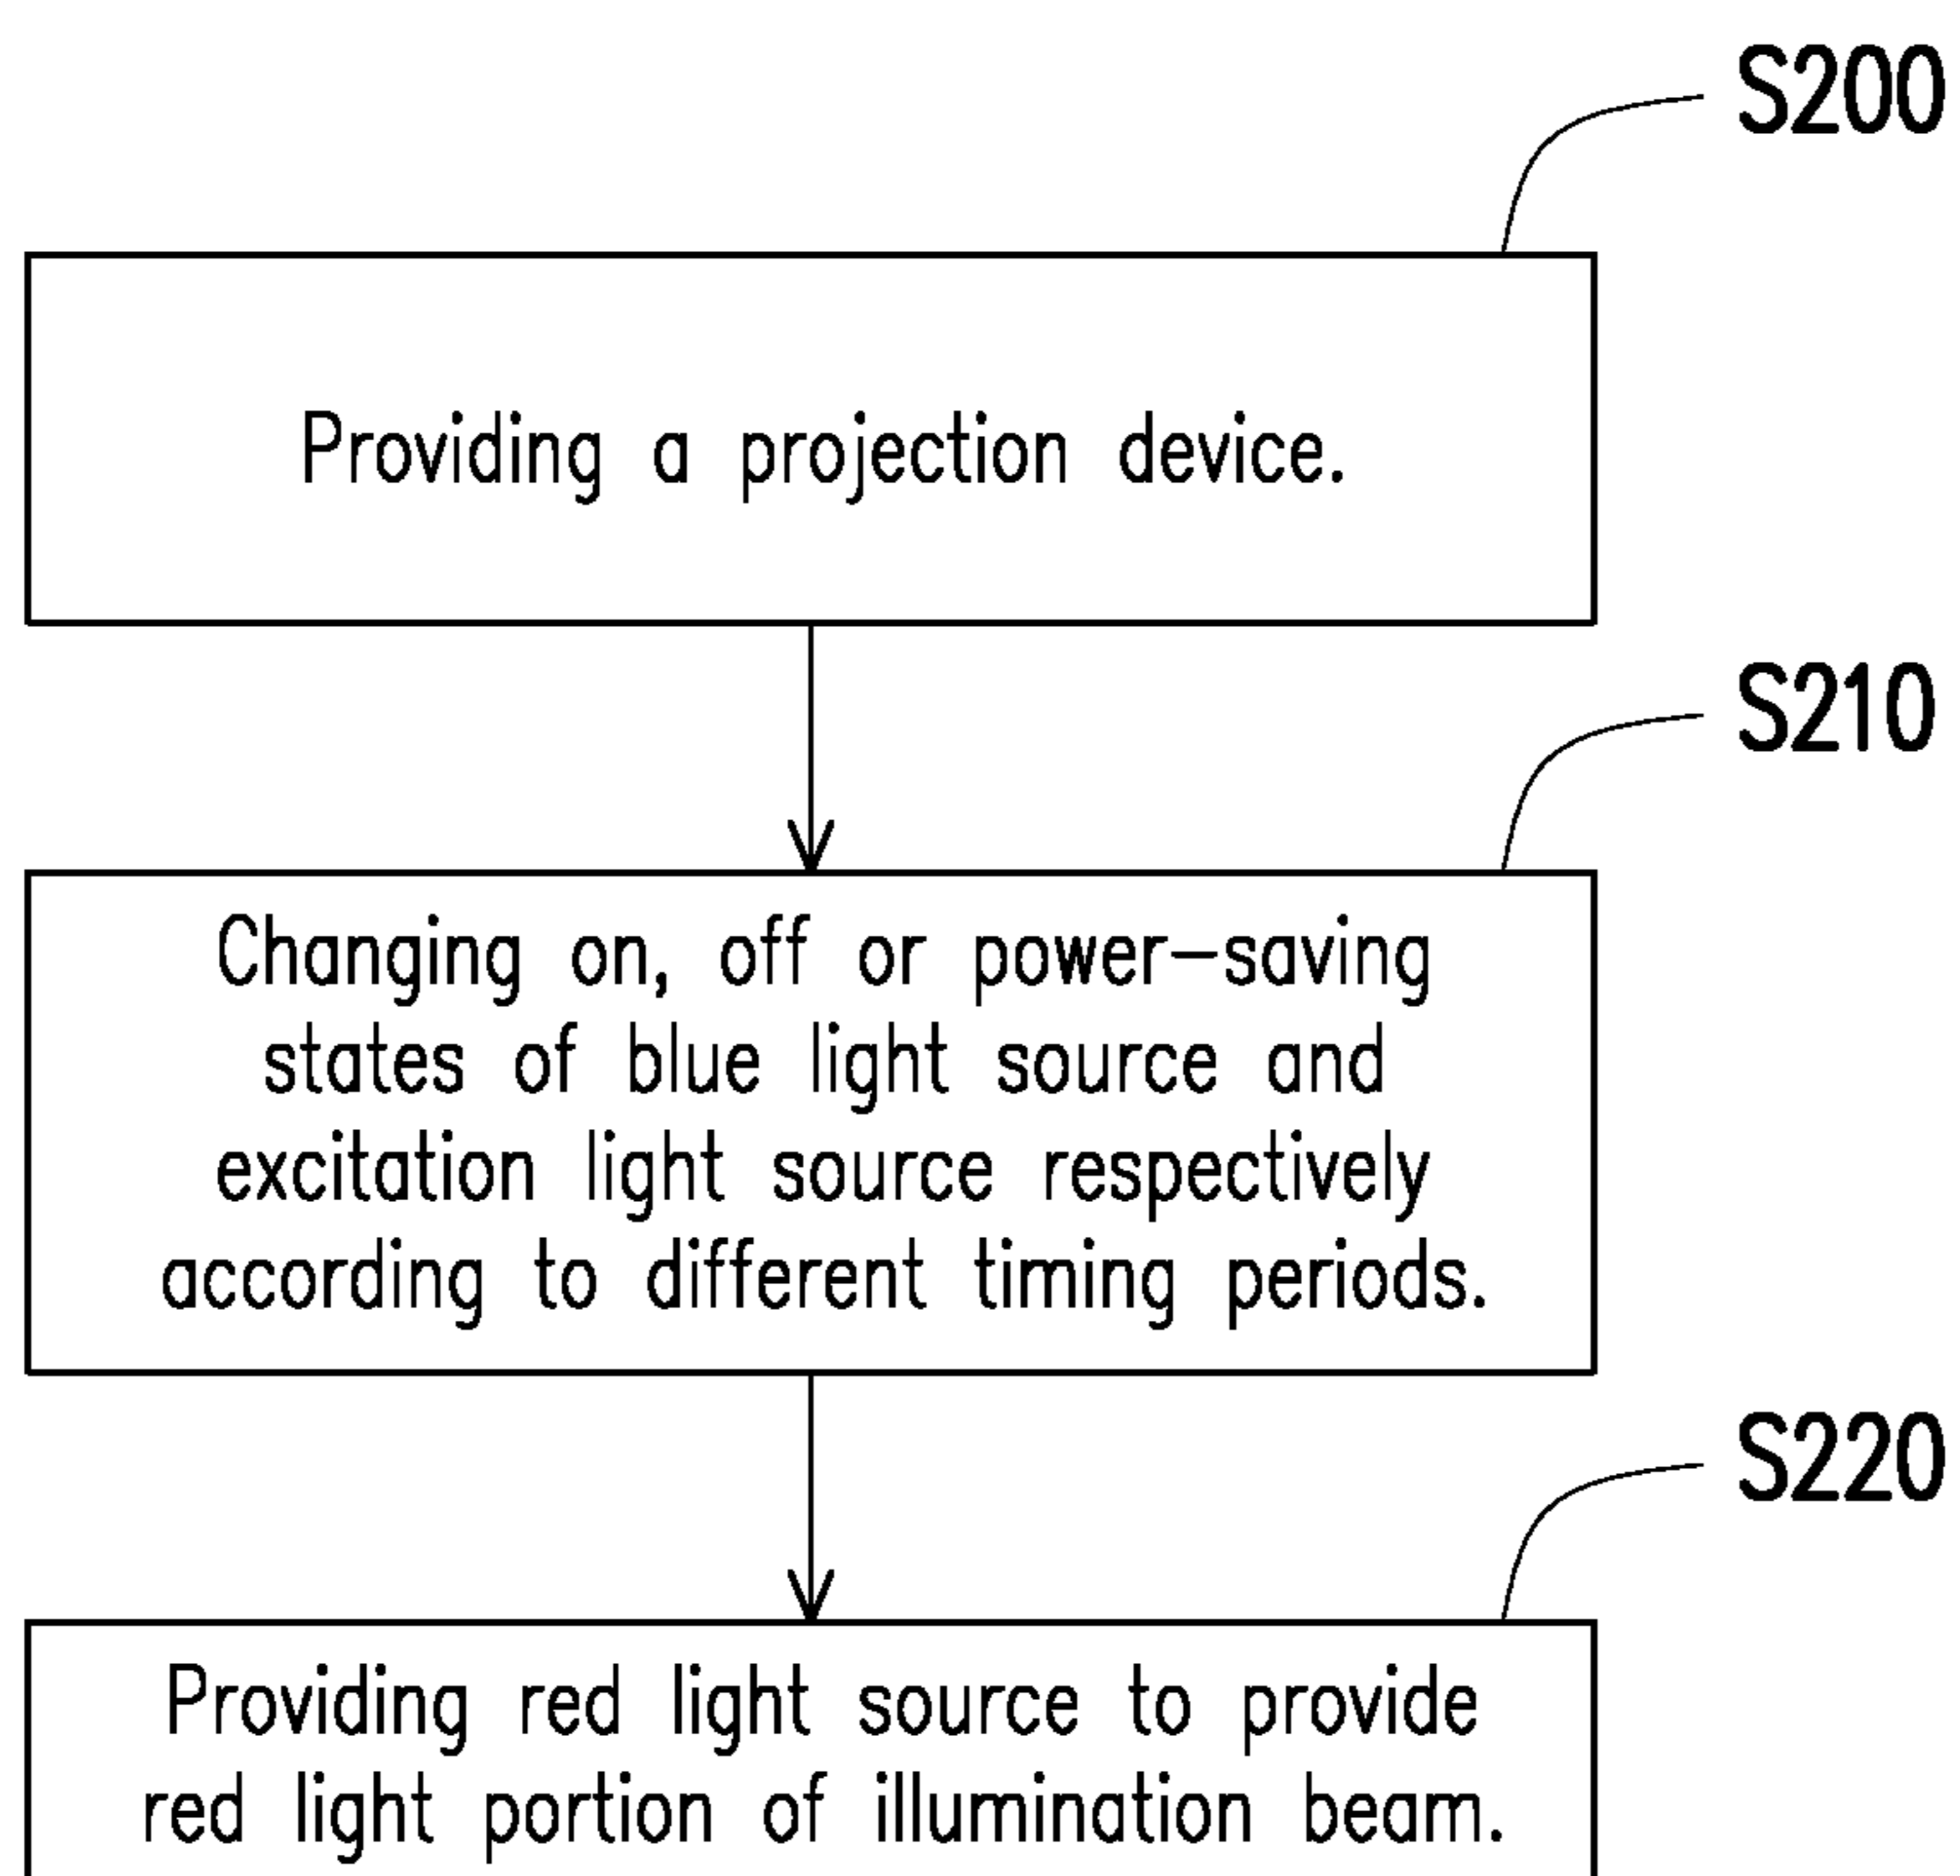 S200
Providing a projection device.
S210
Changing on, off or power-saving
states of blue light source and
excitation light source respectively
according to different timing periods.
S220
Providing red light source to provide
red light portion of illumination beam.